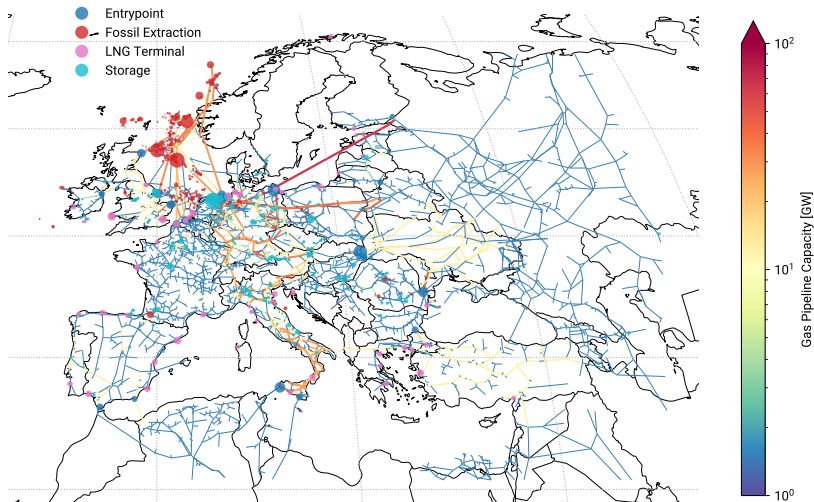 Entrypoint
Fossil Extraction
LNG Terminal
Storage
10²
10¹
10⁰
Gas Pipeline Capacity [GW]